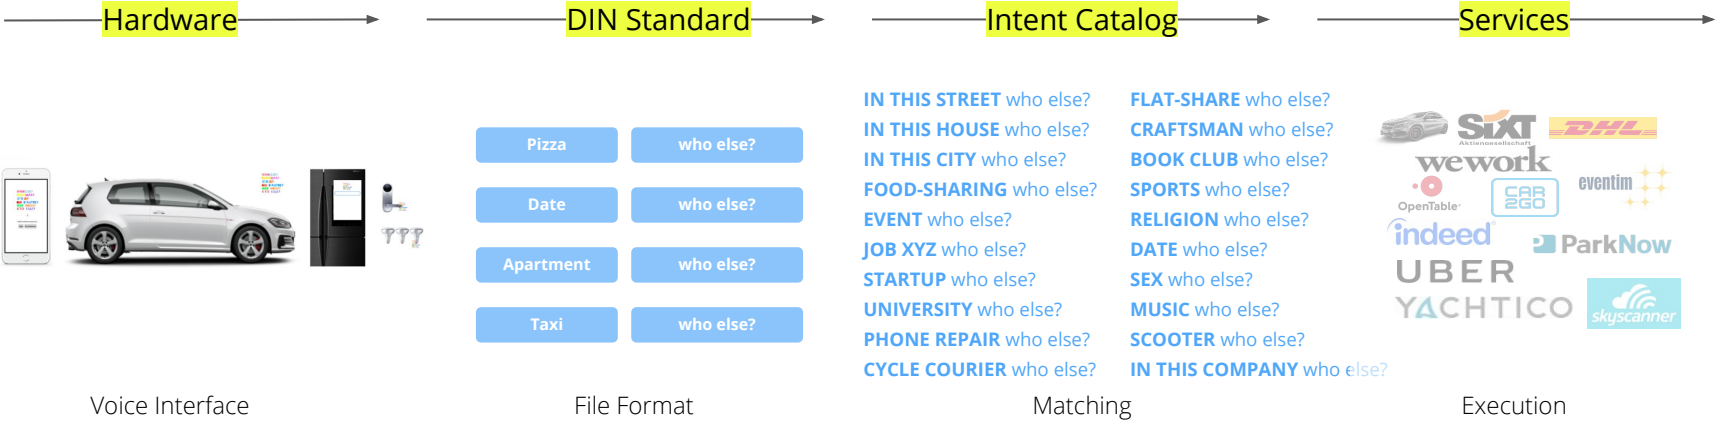 Hardware
DIN Standard
Intent Catalog
Services
Pizza who else?
Date who else?
Apartment who else?
Taxi who else?
IN THIS STREET who else?
IN THIS HOUSE who else?
IN THIS CITY who else?
FOOD-SHARING who else?
EVENT who else?
JOB XYZ who else?
STARTUP who else?
UNIVERSITY who else?
PHONE REPAIR who else?
CYCLE COURIER who else?
FLAT-SHARE who else?
CRAFTSMAN who else?
BOOK CLUB who else?
SPORTS who else?
RELIGION who else?
DATE who else?
SEX who else?
MUSIC who else?
SCOOTER who else?
IN THIS COMPANY who else?
SIXT
Aktiengesellschaft
DHL
wework
OpenTable
CAR
2GO
eventim
indeed
ParkNow
UBER
YACHTICO
skyscanner
Voice Interface
File Format
Matching
Execution